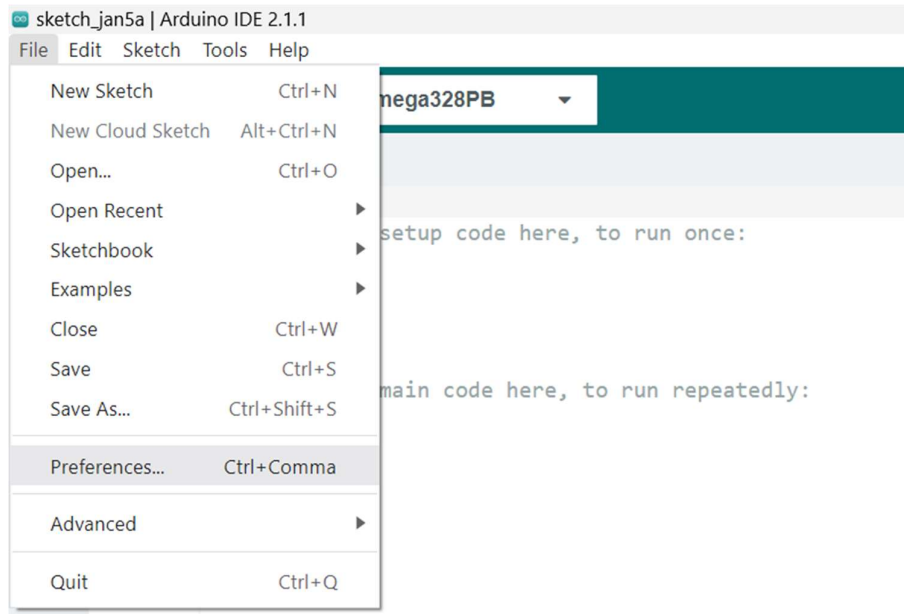 sketch_jan5a | Arduino IDE 2.1.1
File Edit Sketch Tools Help
New Sketch Ctrl+N
mega328PB
New Cloud Sketch Alt+Ctrl+N
Open... Ctrl+O
Open Recent
setup code here, to run once:
Sketchbook
Examples
Close Ctrl+W
Save Ctrl+S
main code here, to run repeatedly:
Save As... Ctrl+Shift+S
Preferences... Ctrl+Comma
Advanced
Quit Ctrl+Q